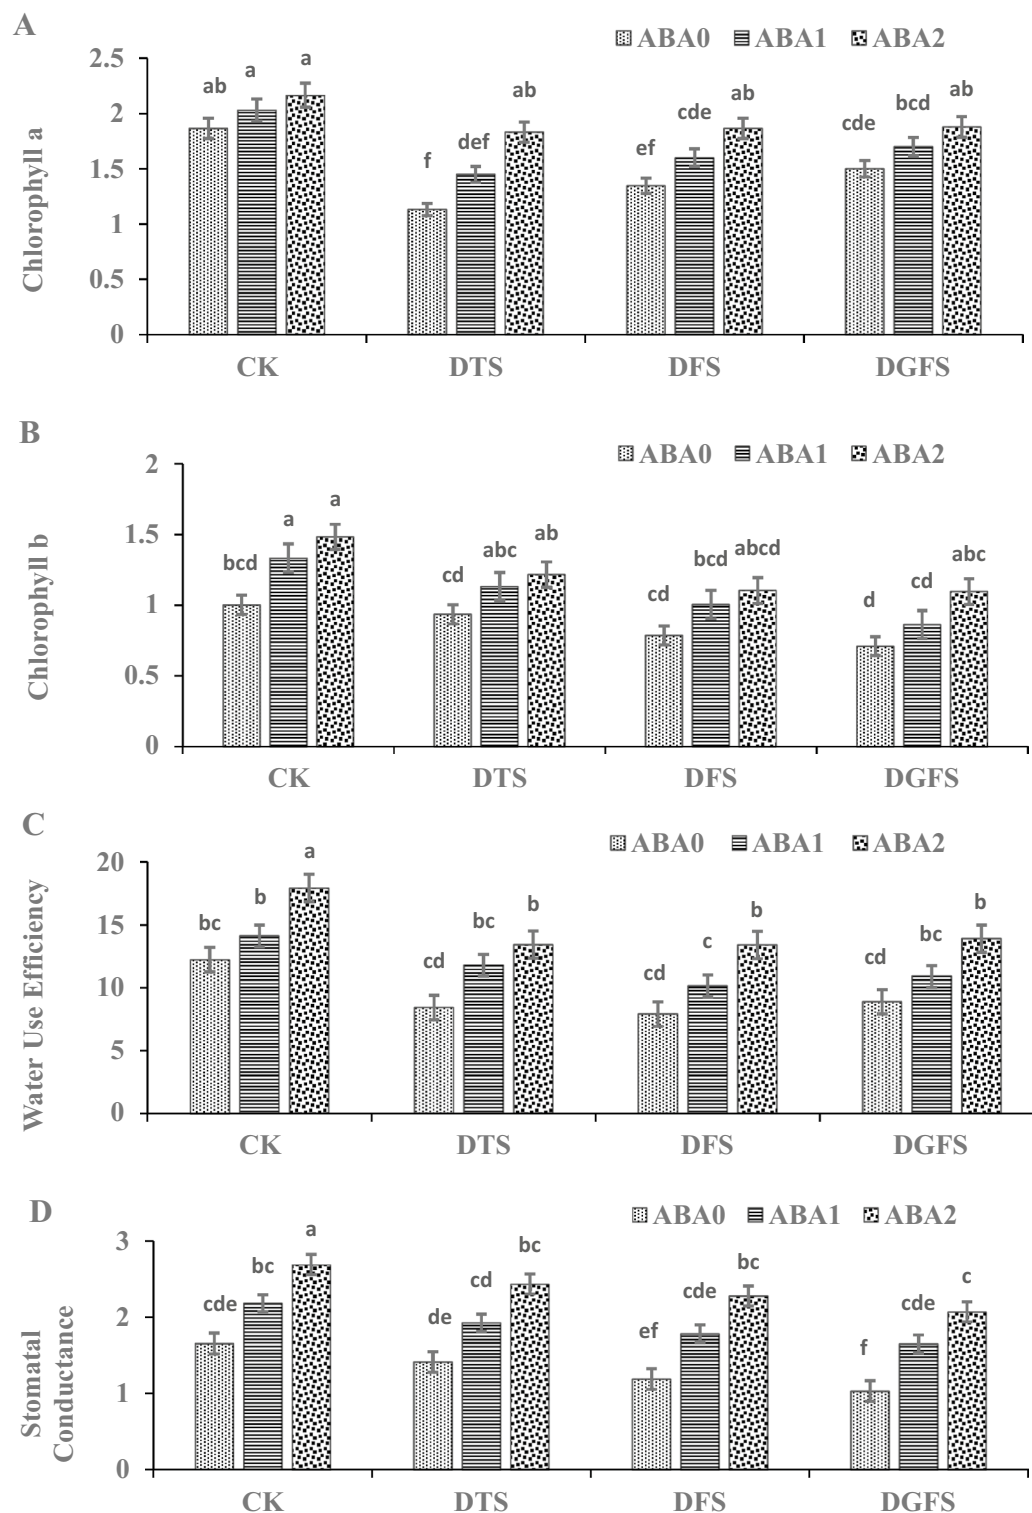 A
ABA0 ABA1 ABA2
2.5
2
1.5
1
0.5
0
Chlorophyll a
ab a a
f def ab
ef cde ab
cde bcd ab
CK DTS DFS DGFS
B
ABA0 ABA1 ABA2
2
1.5
1
0.5
0
Chlorophyll b
bcd a a
cd abc ab
cd bcd abcd
d cd abc
CK DTS DFS DGFS
C
ABA0 ABA1 ABA2
20
15
10
5
0
Water Use Efficiency
bc b a
cd bc b
cd c b
cd bc b
CK DTS DFS DGFS
D
ABA0 ABA1 ABA2
3
2
1
0
Stomatal
Conductance
cde bc a
de cd bc
ef cde bc
f cde c
CK DTS DFS DGFS